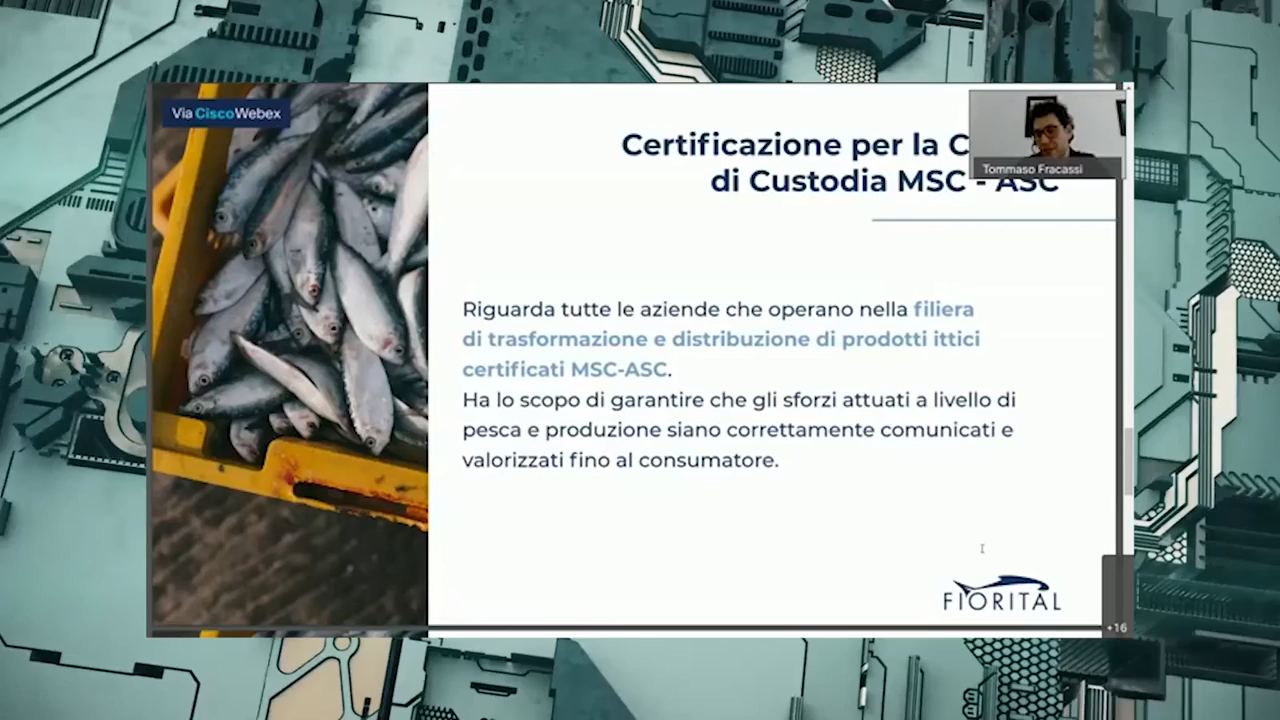 Via CiscoWebex
Certificazione per la
di Custodia MSC - ASC
Tommaso Fracassi
Riguarda tutte le aziende che operano nella filiera
di trasformazione e distribuzione di prodotti ittici
certificati MSC-ASC.
Ha lo scopo di garantire che gli sforzi attuati a livello di
pesca e produzione siano correttamente comunicati e
valorizzati fino al consumatore.
FIORITAL
+16